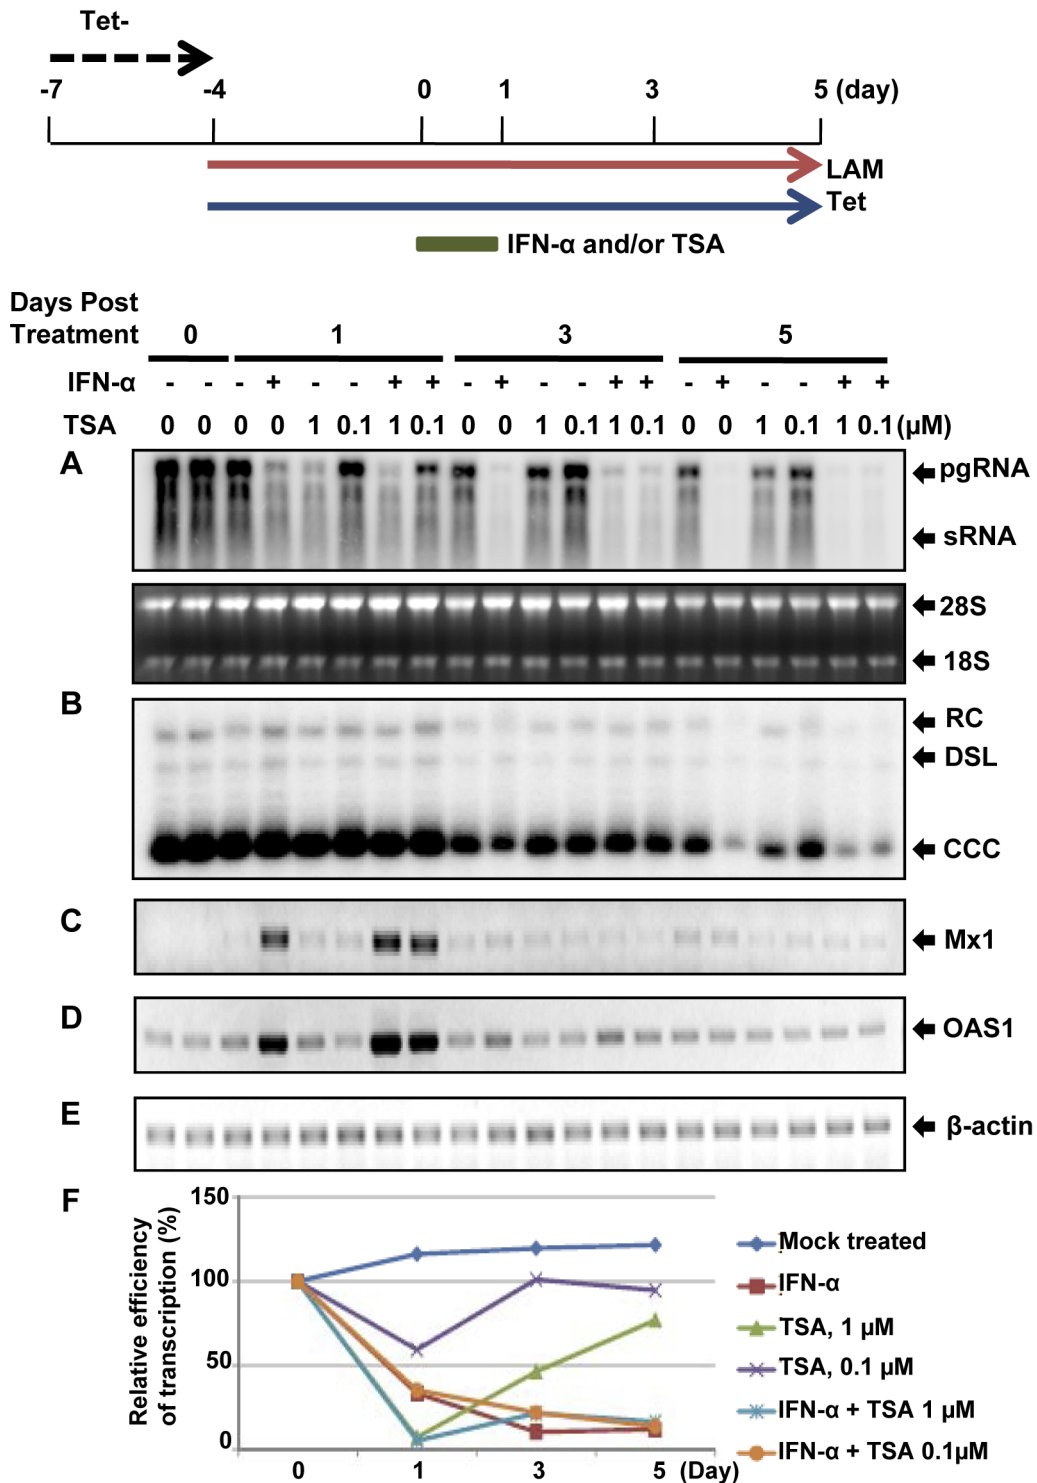 Tet-
-7 -4 0 1 3 5 (day)
LAM
Tet
IFN-α and/or TSA
Days Post
Treatment 0 1 3 5
IFN-α - - - + - - + + - + - - + + - + - - + +
TSA 0 0 0 0 1 0.1 1 0.1 0 0 1 0.1 1 0.1 0 0 1 0.1 1 0.1 (μM)
A
pgRNA
sRNA
28S
18S
B
RC
DSL
CCC
C
Mx1
D
OAS1
E
β-actin
F
Relative efficiency
of transcription (%)
150
100
50
0
0 1 3 5 (Day)
Mock treated
IFN-α
TSA, 1 μM
TSA, 0.1 μM
IFN-α + TSA 1 μM
IFN-α + TSA 0.1μM